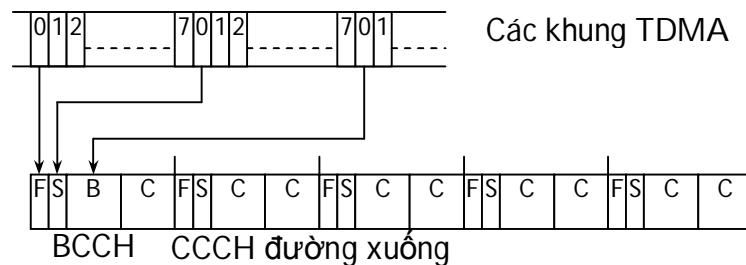 0 1 2 7 0 1 2 7 0 1 Các khung TDMA
F S B C F S C C F S C C F S C C F S C C
BCCH CCCH đường xuống